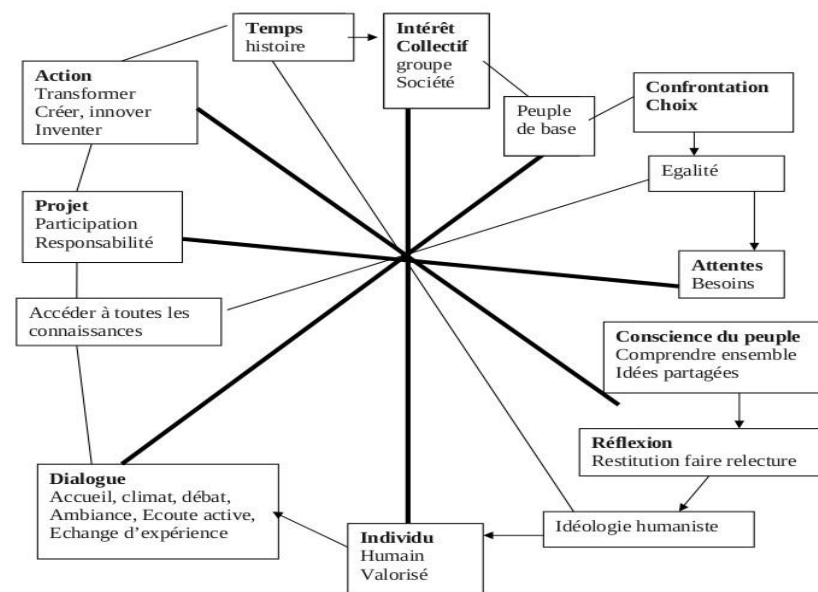 Temps
histoire
Intérêt
Collectif
groupe
Société
Action
Transformer
Créer, innover
Inventer
Peuple
de base
Confrontation
Choix
Egalité
Projet
Participation
Responsabilité
Attentes
Besoins
Accéder à toutes les
connaissances
Conscience du peuple
Comprendre ensemble
Idées partagées
Réflexion
Restitution faire relecture
Dialogue
Accueil, climat, débat,
Ambiance, Ecoute active,
Echange d’expérience
Idéologie humaniste
Individu
Humain
Valorisé